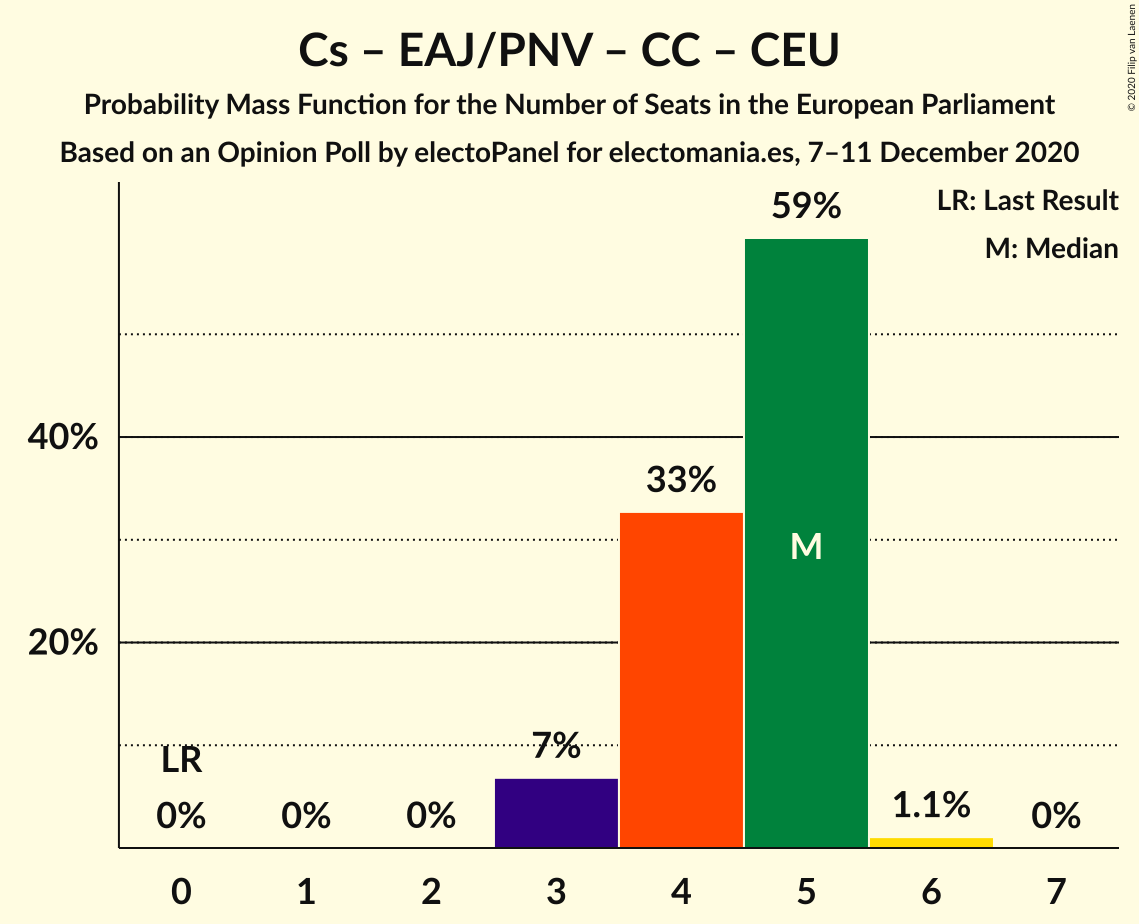 Cs – EAJ/PNV – CC – CEU
Probability Mass Function for the Number of Seats in the European Parliament
Based on an Opinion Poll by electoPanel for electomania.es, 7–11 December 2020
© 2020 Filip van Laenen
LR: Last Result
M: Median
59%
40%
33%
M
20%
7%
LR
0% 0% 0% 1.1% 0%
0 1 2 3 4 5 6 7